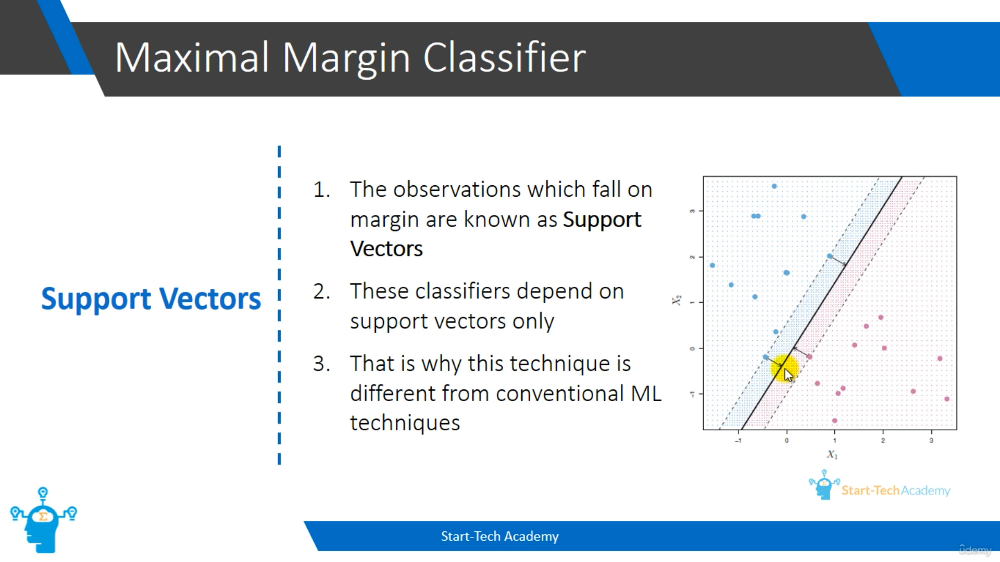 Maximal Margin Classifier
Support Vectors
1. The observations which fall on
margin are known as Support
Vectors
2. These classifiers depend on
support vectors only
3. That is why this technique is
different from conventional ML
techniques
3
2
1
0
-1
X2
-1 0 1 2 3
X1
Σ
Start-Tech Academy
Σ
Start-Tech Academy
udemy